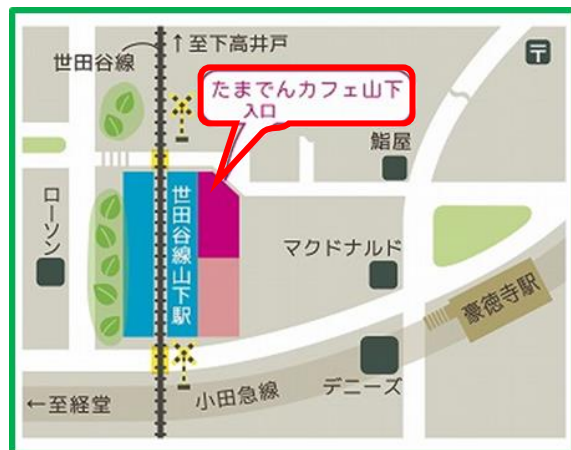 ↑至下高井戸
世田谷線
〒
たまでんカフェ山下
入口
鮨屋
ローソン
世田谷線山下駅
マクドナルド
豪徳寺駅
デニーズ
小田急線
←至経堂